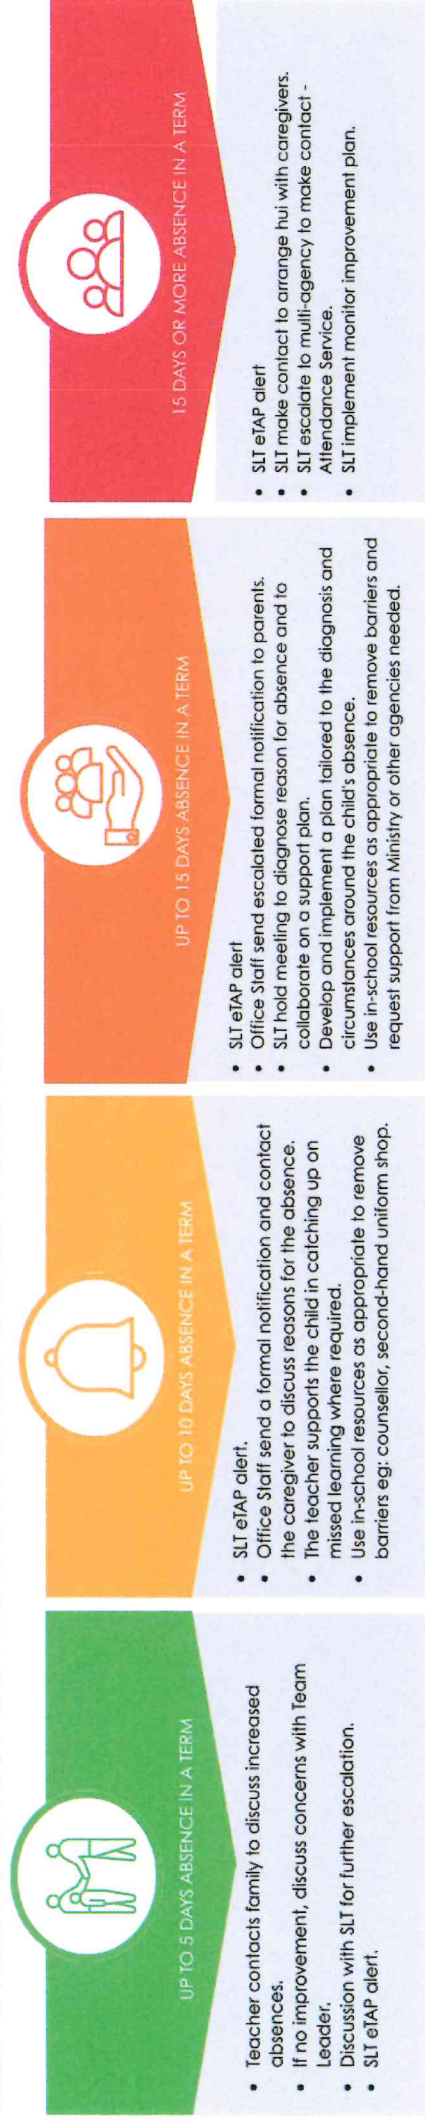 UP TO 5 DAYS ABSENCE IN A TERM
• Teacher contacts family to discuss increased
absences.
• If no improvement, discuss concerns with Team
Leader.
• Discussion with SLT for further escalation.
• SLT eTAP alert.
UP TO 10 DAYS ABSENCE IN A TERM
• SLT eTAP alert.
• Office Staff send a formal notification and contact
the caregiver to discuss reasons for the absence.
• The teacher supports the child in catching up on
missed learning where required.
• Use in-school resources as appropriate to remove
barriers eg: counsellor, second-hand uniform shop.
UP TO 15 DAYS ABSENCE IN A TERM
• SLT eTAP alert
• Office Staff send escalated formal notification to parents.
• SLT hold meeting to diagnose reason for absence and to
collaborate on a support plan.
• Develop and implement a plan tailored to the diagnosis and
circumstances around the child's absence.
• Use in-school resources as appropriate to remove barriers and
request support from Ministry or other agencies needed.
15 DAYS OR MORE ABSENCE IN A TERM
• SLT eTAP alert
• SLT make contact to arrange hui with caregivers.
• SLT escalate to multi-agency to make contact -
Attendance Service.
• SLT implement monitor improvement plan.